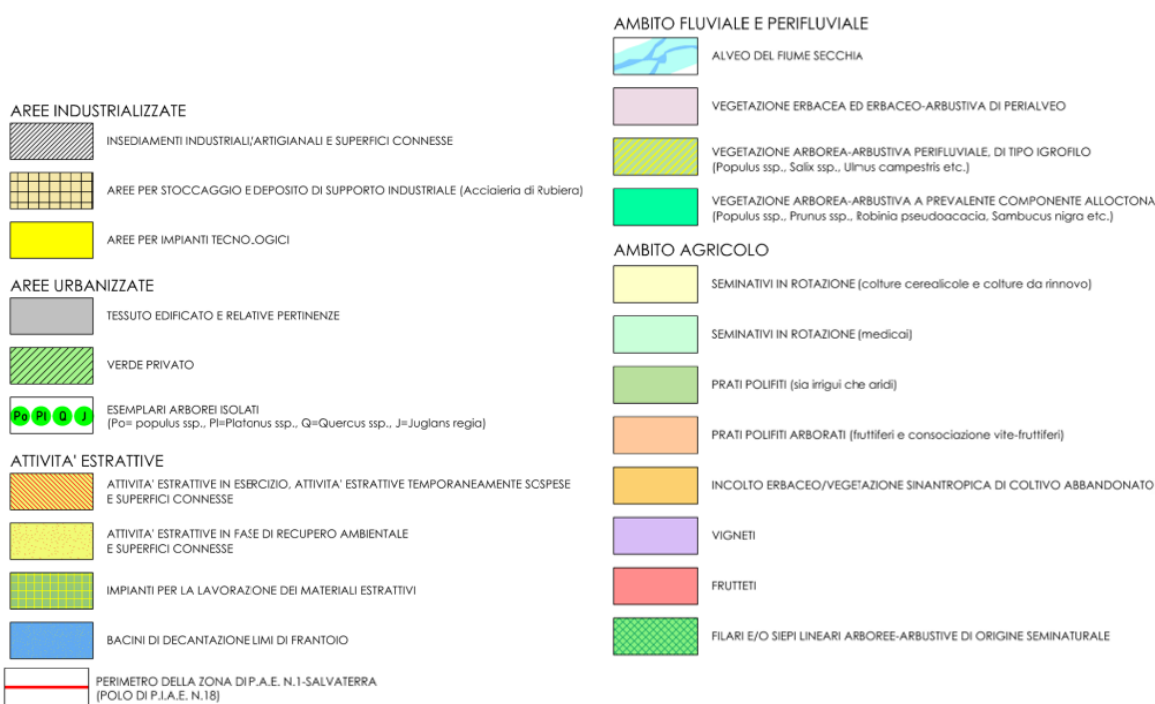 AREE INDUSTRIALIZZATE
INSEDIAMENTI INDUSTRIALI/ARTIGIANALI E SUPERFICI CONNESSE
AREE PER STOCCAGGIO E DEPOSITO DI SUPPORTO INDUSTRIALE (Acciaieria di Rubiera)
AREE PER IMPIANTI TECNOLOGICI
AREE URBANIZZATE
TESSUTO EDIFICATO E RELATIVE PERTINENZE
VERDE PRIVATO
Po Pl Q J
ESEMPLARI ARBOREI ISOLATI
(Po= populus ssp., Pl=Platonus ssp., Q=Quercus ssp., J=Juglans regia)
ATTIVITA' ESTRATTIVE
ATTIVITA' ESTRATTIVE IN ESERCIZIO, ATTIVITA' ESTRATTIVE TEMPORANEAMENTE SOSPESE
E SUPERFICI CONNESSE
ATTIVITA' ESTRATTIVE IN FASE DI RECUPERO AMBIENTALE
E SUPERFICI CONNESSE
IMPIANTI PER LA LAVORAZIONE DEI MATERIALI ESTRATTIVI
BACINI DI DECANTAZIONE LIMI DI FRANTOIO
PERIMETRO DELLA ZONA DI P.A.E. N.1-SALVATERRA
(POLO DI P.I.A.E. N.18)
AMBITO FLUVIALE E PERIFLUVIALE
ALVEO DEL FIUME SECCHIA
VEGETAZIONE ERBACEA ED ERBACEO-ARBUSTIVA DI PERIALVEO
VEGETAZIONE ARBOREA-ARBUSTIVA PERIFLUVIALE, DI TIPO IGROFILO
(Populus ssp., Salix ssp., Ulmus campestris etc.)
VEGETAZIONE ARBOREA-ARBUSTIVA A PREVALENTE COMPONENTE ALLOCTONA
(Populus ssp., Prunus ssp., Robinia pseudoacacia, Sambucus nigra etc.)
AMBITO AGRICOLO
SEMINATIVI IN ROTAZIONE (colture cerealicole e colture da rinnovo)
SEMINATIVI IN ROTAZIONE (medicai)
PRATI POLIFITI (sia irrigui che aridi)
PRATI POLIFITI ARBORATI (fruttiferi e consociazione vite-fruttiferi)
INCOLTO ERBACEO/VEGETAZIONE SINANTROPICA DI COLTIVO ABBANDONATO
VIGNETI
FRUTTETI
FILARI E/O SIEPI LINEARI ARBOREE-ARBUSTIVE DI ORIGINE SEMINATURALE